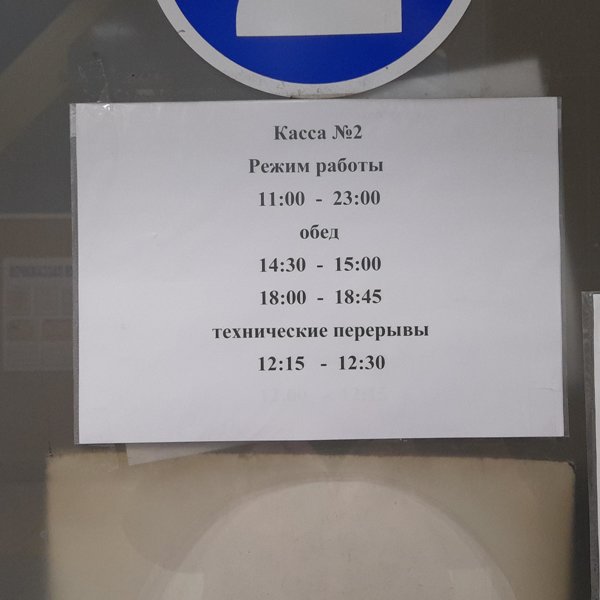 Касса №2
Режим работы
11:00 - 23:00
обед
14:30 - 15:00
18:00 - 18:45
технические перерывы
12:15 - 12:30